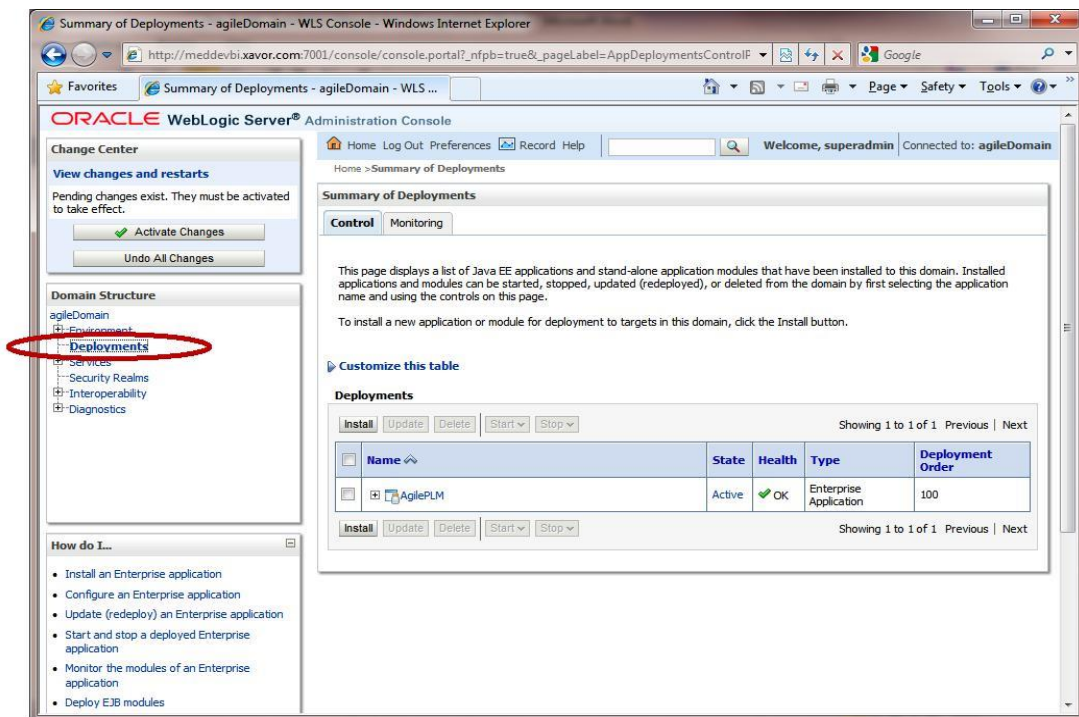 Summary of Deployments - agileDomain - WLS Console - Windows Internet Explorer
http://meddevbi.xavor.com:7001/console/console.portal?_nfpb=true&_pageLabel=AppDeploymentsControlP
Google
Favorites
Summary of Deployments - agileDomain - WLS ...
Page
Safety
Tools
ORACLE WebLogic Server® Administration Console
Change Center
View changes and restarts
Pending changes exist. They must be activated
to take effect.
Activate Changes
Undo All Changes
Domain Structure
agileDomain
Environment
Deployments
Services
Security Realms
Interoperability
Diagnostics
How do I...
Install an Enterprise application
Configure an Enterprise application
Update (redeploy) an Enterprise application
Start and stop a deployed Enterprise
application
Monitor the modules of an Enterprise
application
Deploy EJB modules
Home Log Out Preferences Record Help
Welcome, superadmin Connected to: agileDomain
Home >Summary of Deployments
Summary of Deployments
Control Monitoring
This page displays a list of Java EE applications and stand-alone application modules that have been installed to this domain. Installed
applications and modules can be started, stopped, updated (redeployed), or deleted from the domain by first selecting the application
name and using the controls on this page.
To install a new application or module for deployment to targets in this domain, click the Install button.
Customize this table
Deployments
Install Update Delete Start Stop Showing 1 to 1 of 1 Previous | Next
Name State Health Type Deployment
Order
AgilePLM Active OK Enterprise
Application 100
Install Update Delete Start Stop Showing 1 to 1 of 1 Previous | Next